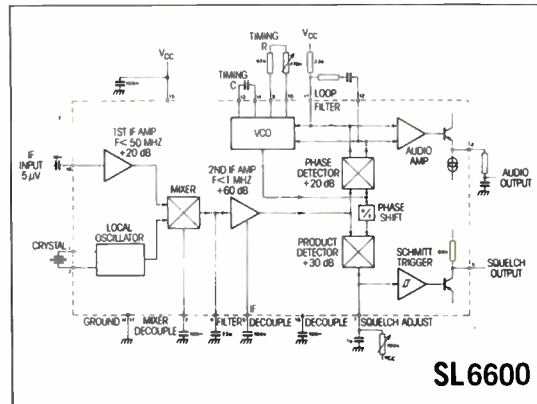 VCC
100n
TIMING
R
TIMING
C
VCC
LOOP
FILTER
VCO
1ST IF AMP
F< 50 MHZ
+20 dB
IF
INPUT
5 µV
2ND IF AMP
F<1 MHZ
+60 dB
MIXER
PHASE
DETECTOR
+20 dB
AUDIO
AMP
AUDIO
OUTPUT
PHASE
SHIFT
LOCAL
OSCILLATOR
CRYSTAL
PRODUCT
DETECTOR
+30 dB
SCHMITT
TRIGGER
SQUELCH
OUTPUT
GROUND
MIXER
DECOUPLE
FILTER
IF
DECOUPLE
DECOUPLE
SQUELCH ADJUST
100n
VCC
SL6600